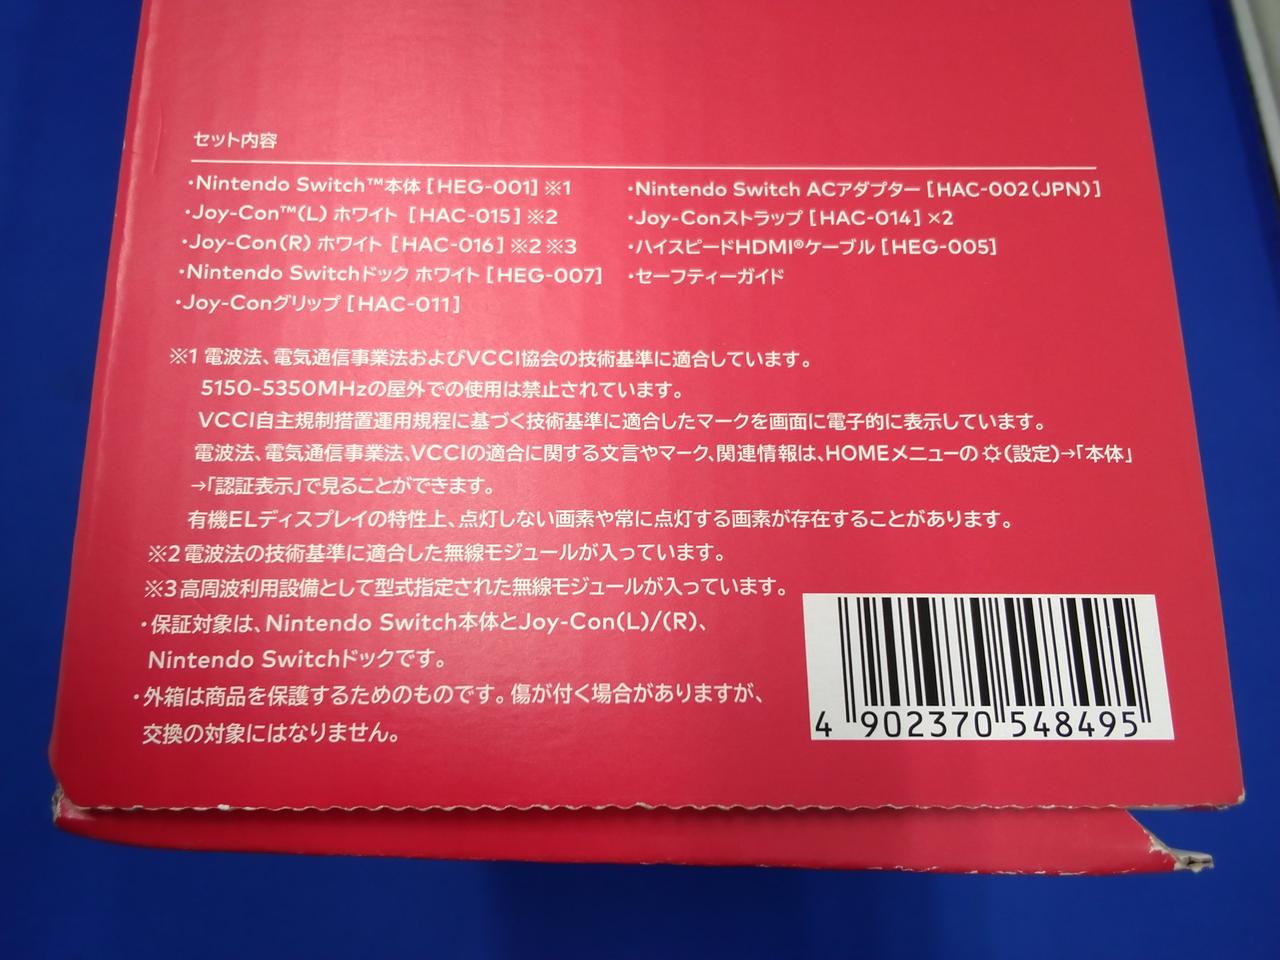 セット内容
・Nintendo Switch™本体 [HEG-001] ※1
・Joy-Con™(L) ホワイト [HAC-015] ※2
・Joy-Con(R) ホワイト [HAC-016] ※2 ※3
・Nintendo Switchドック ホワイト [HEG-007]
・Joy-Conグリップ [HAC-011]
・Nintendo Switch ACアダプター [HAC-002(JPN)]
・Joy-Conストラップ [HAC-014] ×2
・ハイスピードHDMI®ケーブル [HEG-005]
・セーフティーガイド
※1 電波法、電気通信事業法およびVCCI協会の技術基準に適合しています。
5150-5350MHzの屋外での使用は禁止されています。
VCCI自主規制措置運用規程に基づく技術基準に適合したマークを画面に電子的に表示しています。
電波法、電気通信事業法、VCCIの適合に関する文言やマーク、関連情報は、HOMEメニューの (設定)→「本体」
→「認証表示」で見ることができます。
有機ELディスプレイの特性上、点灯しない画素や常に点灯する画素が存在することがあります。
※2 電波法の技術基準に適合した無線モジュールが入っています。
※3 高周波利用設備として型式指定された無線モジュールが入っています。
・保証対象は、Nintendo Switch本体とJoy-Con(L)/(R)、
Nintendo Switchドックです。
・外箱は商品を保護するためのものです。傷が付く場合がありますが、
交換の対象にはなりません。
4 902370 548495